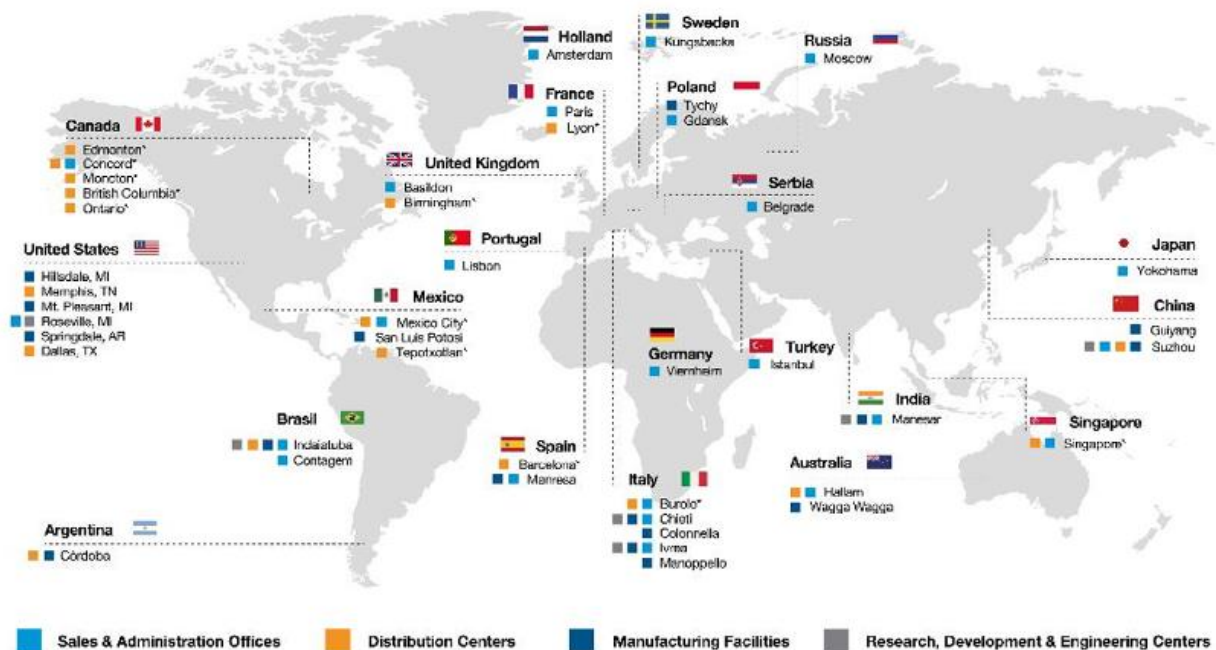 Holland
Amsterdam
Sweden
Kungsbacka
Russia
Moscow
France
Paris
Lyon*
Poland
Tychy
Gdansk
Canada
Edmonton*
Concord*
Moncton*
British Columbia*
Ontario*
United Kingdom
Basildon
Birmingham*
Serbia
Belgrade
United States
Hillsdale, MI
Memphis, TN
Mt. Pleasant, MI
Roseville, MI
Springdale, AR
Dallas, TX
Portugal
Lisbon
Japan
Yokohama
Mexico
Mexico City*
San Luis Potosi
Tepotxotlan*
China
Guiyang
Suzhou
Germany
Viernheim
Turkey
Istanbul
India
Manesar
Singapore
Singapore*
Brasil
Indaiatuba
Contagem
Spain
Barcelona*
Manresa
Italy
Burolo*
Chieti
Colonnella
Ivrea
Manoppello
Australia
Hallam
Wagga Wagga
Argentina
Córdoba
Sales & Administration Offices
Distribution Centers
Manufacturing Facilities
Research, Development & Engineering Centers